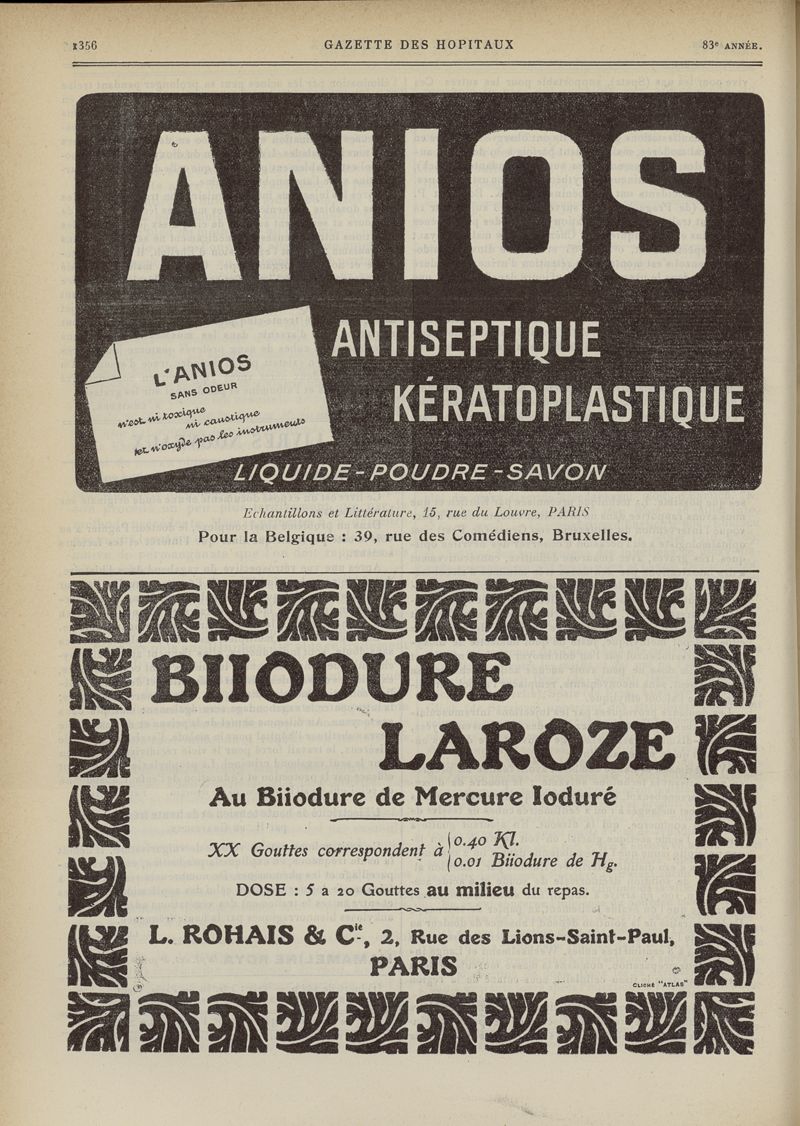 1356
GAZETTE DES HOPITAUX
83e ANNÉE.
ANIOS
ANTISEPTIQUE
KÉRATOPLASTIQUE
L'ANIOS
SANS ODEUR
n'est ni toxique
ni caustique
et n'oxyde pas les instruments
LIQUIDE-POUDRE-SAVON
Echantillons et Littérature, 15, rue du Louvre, PARIS
Pour la Belgique : 39, rue des Comédiens, Bruxelles.
BIIODURE
LAROZE
Au Biiodure de Mercure Ioduré
XX Gouttes correspondent à
0.40 KI.
0.01 Biiodure de Hg.
DOSE : 5 a 20 Gouttes au milieu du repas.
L. ROHAIS & Cie, 2, Rue des Lions-Saint-Paul,
PARIS
CLICHÉ "ATLAS"